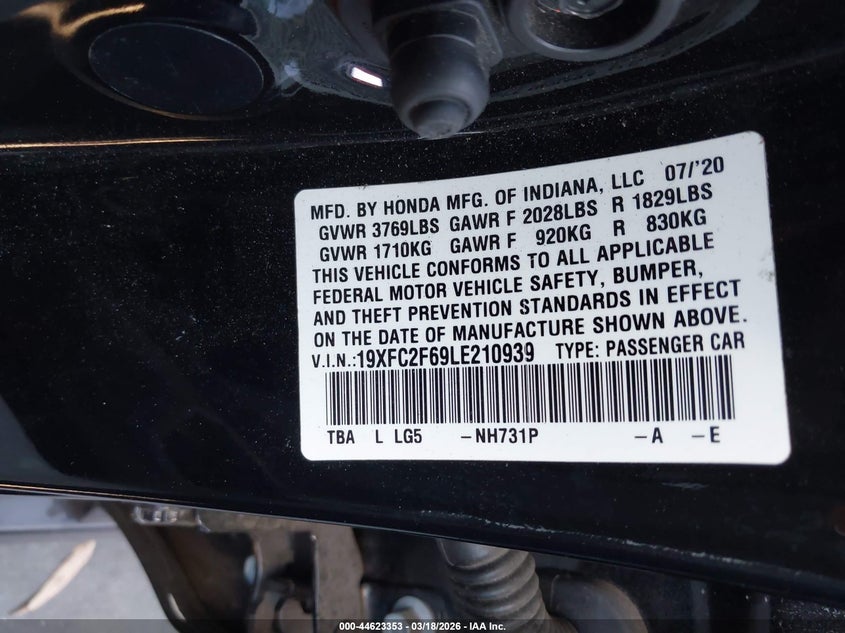 MFD. BY HONDA MFG. OF INDIANA, LLC 07/'20
GVWR 3769LBS GAWR F 2028LBS R 1829LBS
GVWR 1710KG GAWR F 920KG R 830KG
THIS VEHICLE CONFORMS TO ALL APPLICABLE
FEDERAL MOTOR VEHICLE SAFETY, BUMPER,
AND THEFT PREVENTION STANDARDS IN EFFECT
ON THE DATE OF MANUFACTURE SHOWN ABOVE.
V.I.N.:19XFC2F69LE210939 TYPE: PASSENGER CAR
TBA L LG5 -NH731P -A -E
000-44623353 - 03/18/2026 - IAA Inc.